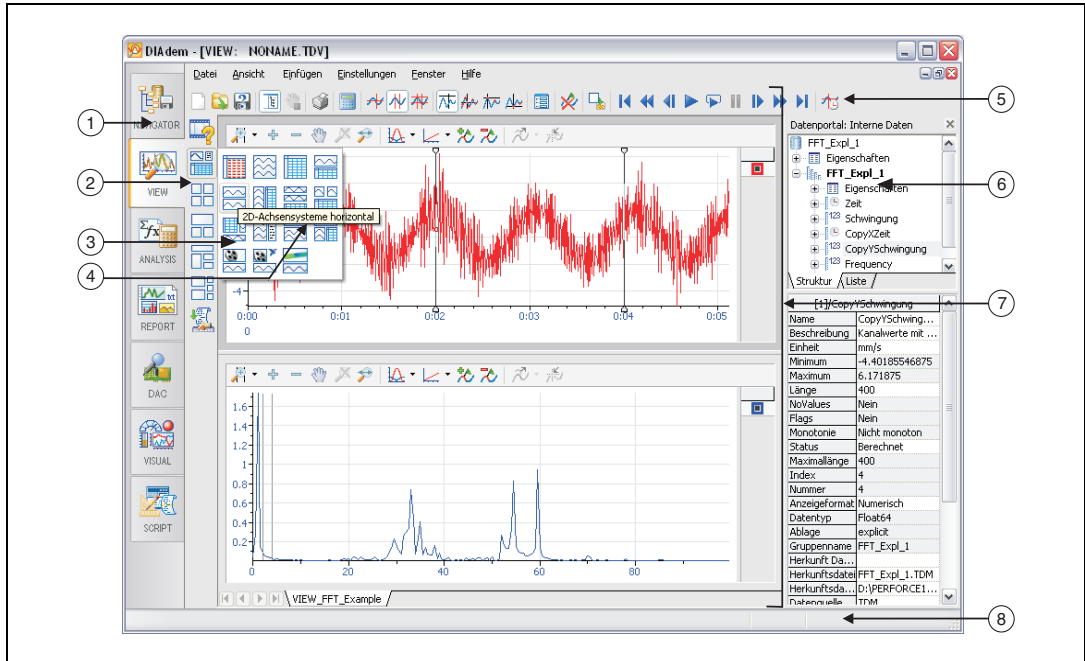 DIAdem - [VIEW: NONAME.TDV]
Datei Ansicht Einfügen Einstellungen Fenster Hilfe
NAVIGATOR
VIEW
ANALYSIS
REPORT
DAC
VISUAL
SCRIPT
2D-Achsensysteme horizontal
-4
0:00 0:01 0:02 0:03 0:04 0:05
0
1.6
1.4
1.2
1
0.8
0.6
0.4
0.2
0 20 40 60 80
VIEW_FFT_Example
Datenportal: Interne Daten
FFT_Expl_1
Eigenschaften
FFT_Expl_1
Eigenschaften
Zeit
123 Schwingung
CopyXZeit
123 CopyYSchwingung
123 Frequency
Struktur Liste
[1]/CopyYSchwingung
Name CopyYSchwing...
Beschreibung Kanalwerte mit ...
Einheit mm/s
Minimum -4.40185546875
Maximum 6.171875
Länge 400
NoValues Nein
Flags Nein
Monotonie Nicht monoton
Status Berechnet
Maximallänge 400
Index 4
Nummer 4
Anzeigeformat Numerisch
Datentyp Float64
Ablage explicit
Gruppenname FFT_Expl_1
Herkunft Da...
Herkunftsdatei FFT_Expl_1.TDM
Herkunftsda... D:\PERFORCE1...
Datenquelle TDM
1
2
3
4
5
6
7
8